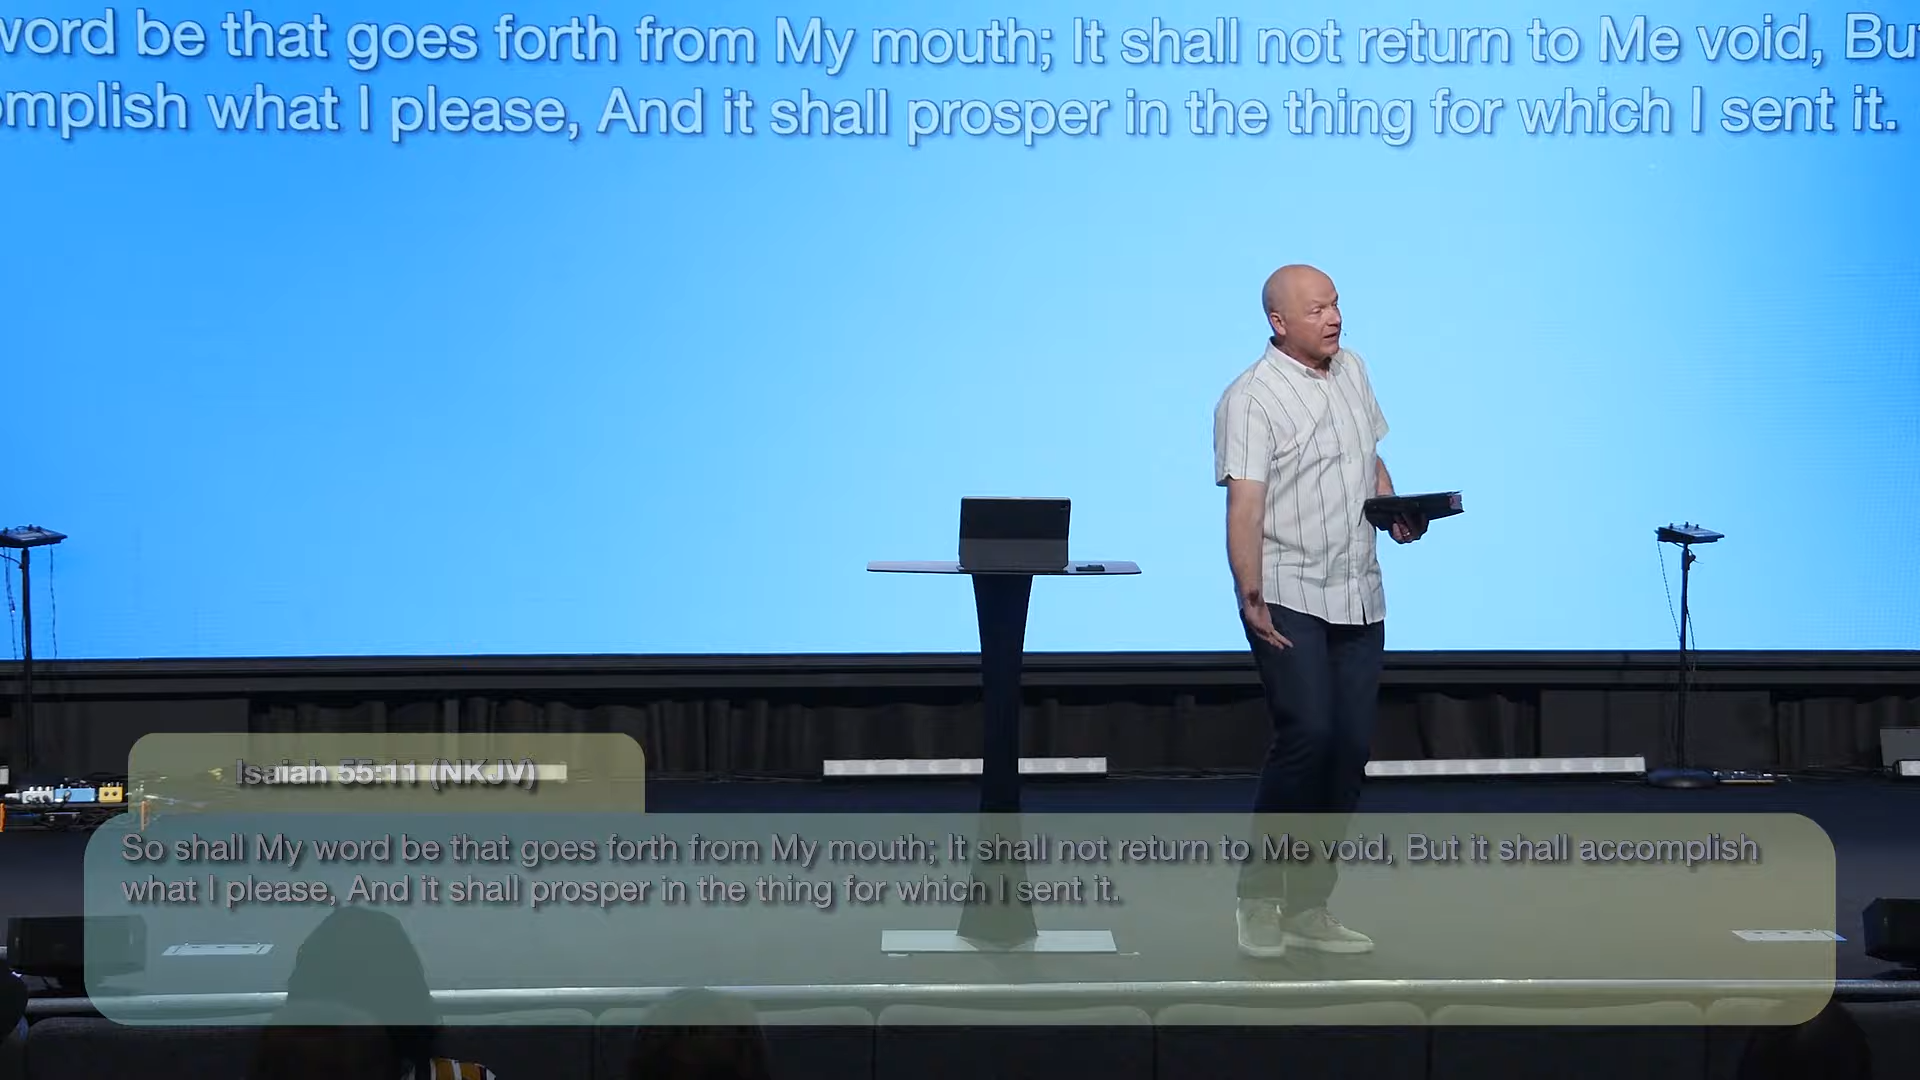 word be that goes forth from My mouth; It shall not return to Me void, But
omplish what I please, And it shall prosper in the thing for which I sent it.
Isaiah 55:11 (NKJV)
So shall My word be that goes forth from My mouth; It shall not return to Me void, But it shall accomplish
what I please, And it shall prosper in the thing for which I sent it.